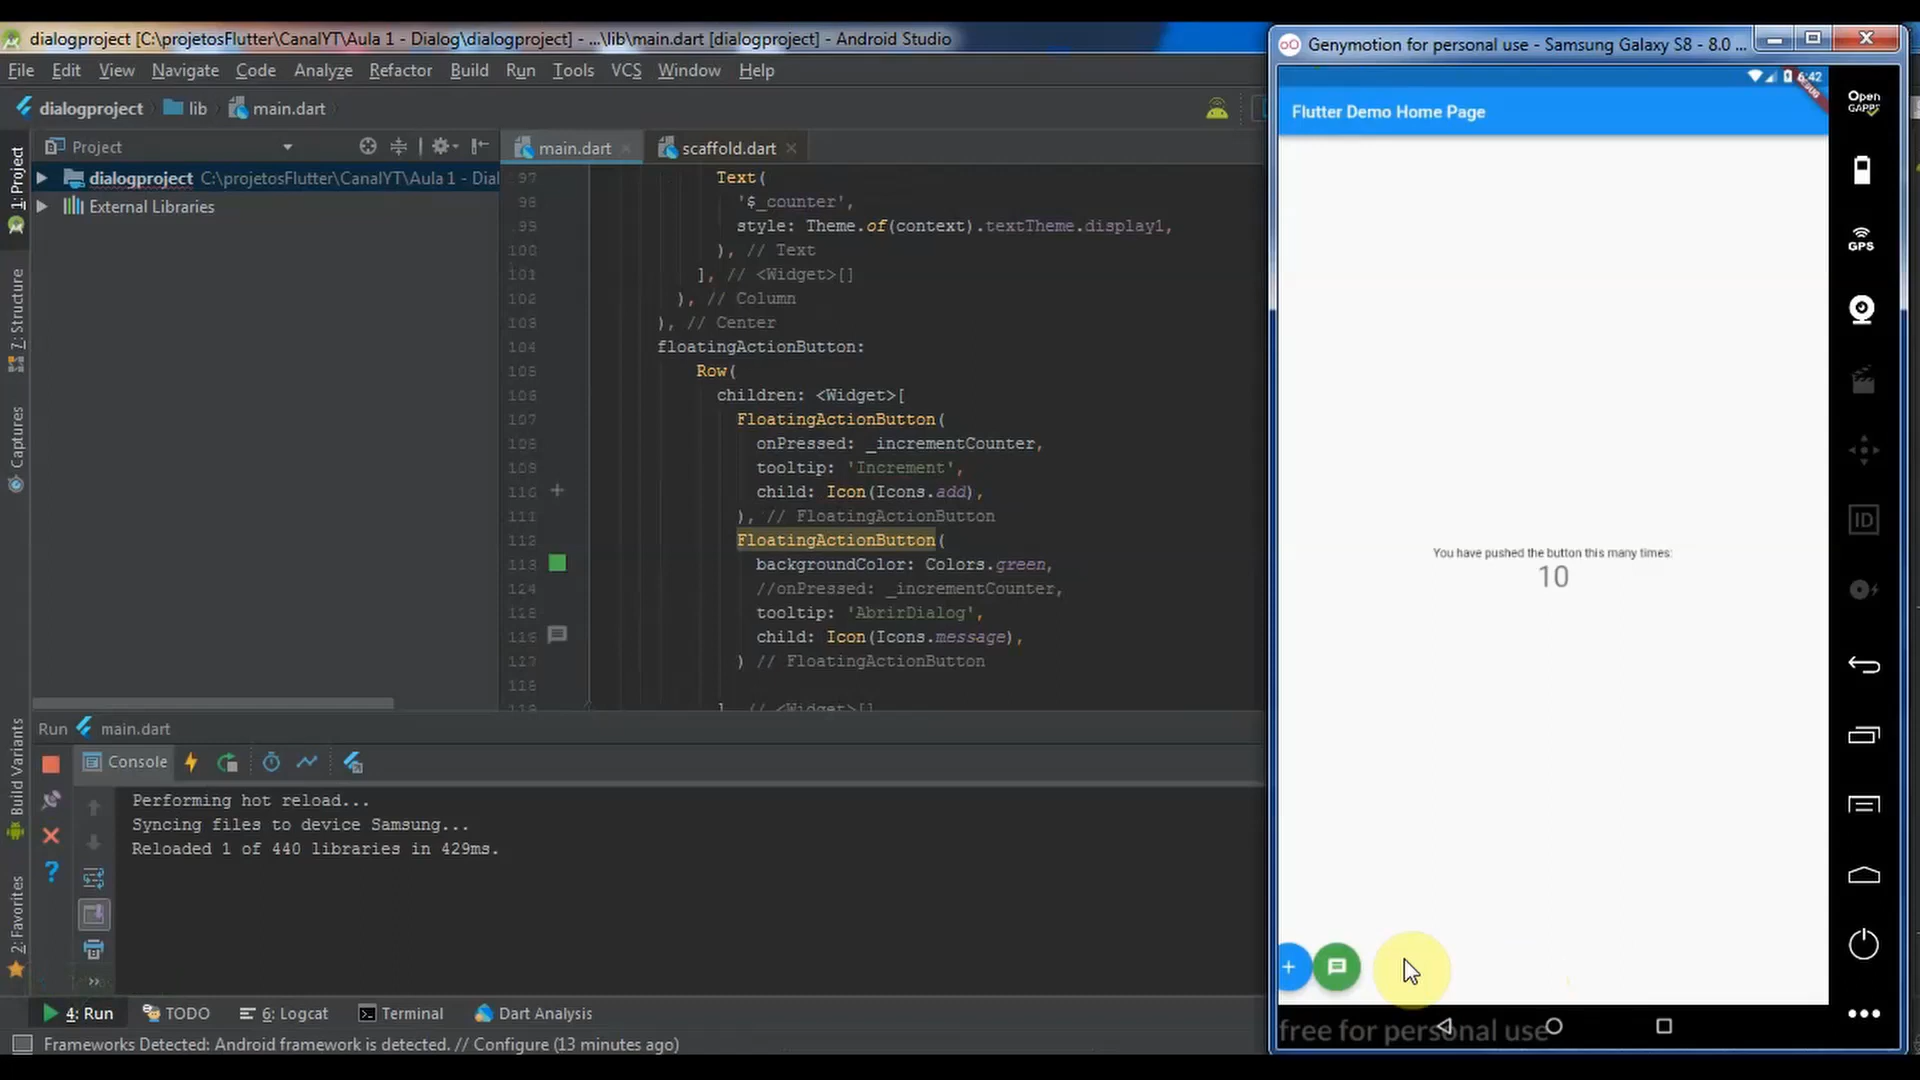 dialogproject [C:\projetosFlutter\CanalYT\Aula 1 - Dialog\dialogproject] - ...\lib\main.dart [dialogproject] - Android Studio
File Edit View Navigate Code Analyze Refactor Build Run Tools VCS Window Help
dialogproject lib main.dart
Project
main.dart
scaffold.dart
dialogproject C:\projetosFlutter\CanalYT\Aula 1 - Dial
External Libraries
1: Project
7: Structure
Captures
Build Variants
2: Favorites
97 Text(
98 '$_counter',
99 style: Theme.of(context).textTheme.display1,
100 ), // Text
101 ], // <Widget>[]
102 ), // Column
103 ), // Center
104 floatingActionButton:
105 Row(
106 children: <Widget>[
107 FloatingActionButton(
108 onPressed: _incrementCounter,
109 tooltip: 'Increment',
110 child: Icon(Icons.add),
111 ), // FloatingActionButton
112 FloatingActionButton(
113 backgroundColor: Colors.green,
114 //onPressed: _incrementCounter,
115 tooltip: 'AbrirDialog',
116 child: Icon(Icons.message),
117 ) // FloatingActionButton
118
119 ], // <Widget>[]
Run main.dart
Console
Performing hot reload...
Syncing files to device Samsung...
Reloaded 1 of 440 libraries in 429ms.
4: Run TODO 6: Logcat Terminal Dart Analysis
Frameworks Detected: Android framework is detected. // Configure (13 minutes ago)
Genymotion for personal use - Samsung Galaxy S8 - 8.0 ...
6:42
DEBUG
Flutter Demo Home Page
You have pushed the button this many times:
10
free for personal use
Open
GAPPS
GPS
ID